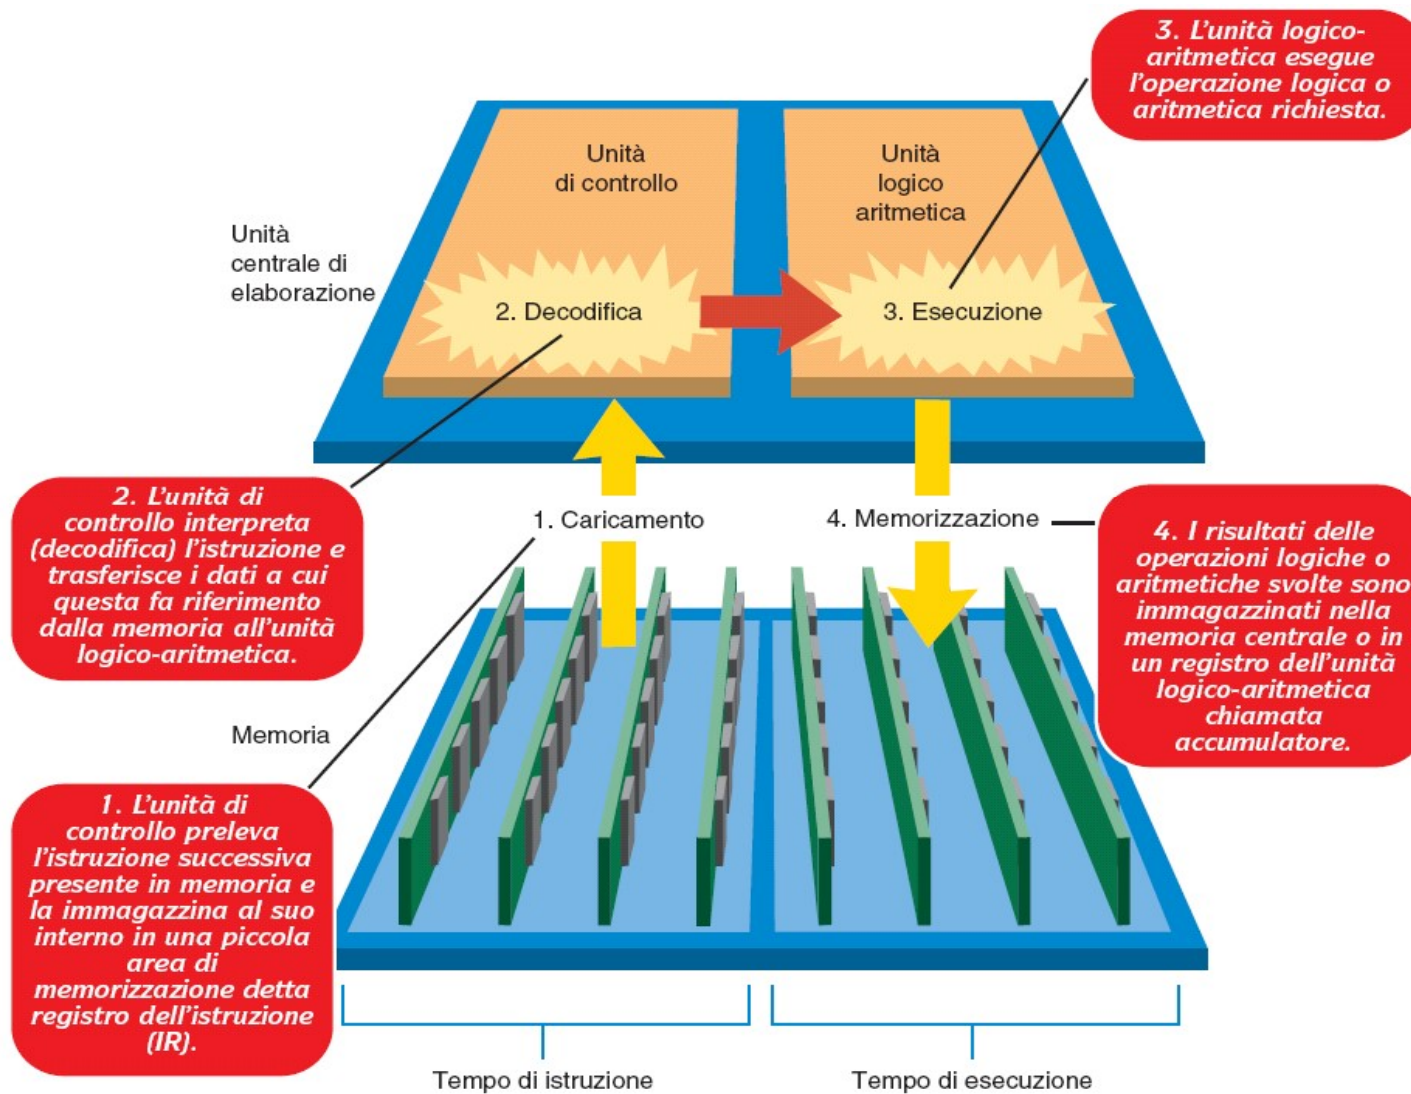 3. L'unità logico-
aritmetica esegue
l'operazione logica o
aritmetica richiesta.
Unità
di controllo
Unità
logico
aritmetica
Unità
centrale di
elaborazione
2. Decodifica
3. Esecuzione
2. L'unità di
controllo interpreta
(decodifica) l'istruzione e
trasferisce i dati a cui
questa fa riferimento
dalla memoria all'unità
logico-aritmetica.
1. Caricamento
4. Memorizzazione
4. I risultati delle
operazioni logiche o
aritmetiche svolte sono
immagazzinati nella
memoria centrale o in
un registro dell'unità
logico-aritmetica
chiamata
accumulatore.
Memoria
1. L'unità di
controllo preleva
l'istruzione successiva
presente in memoria e
la immagazzina al suo
interno in una piccola
area di
memorizzazione detta
registro dell'istruzione
(IR).
Tempo di istruzione
Tempo di esecuzione